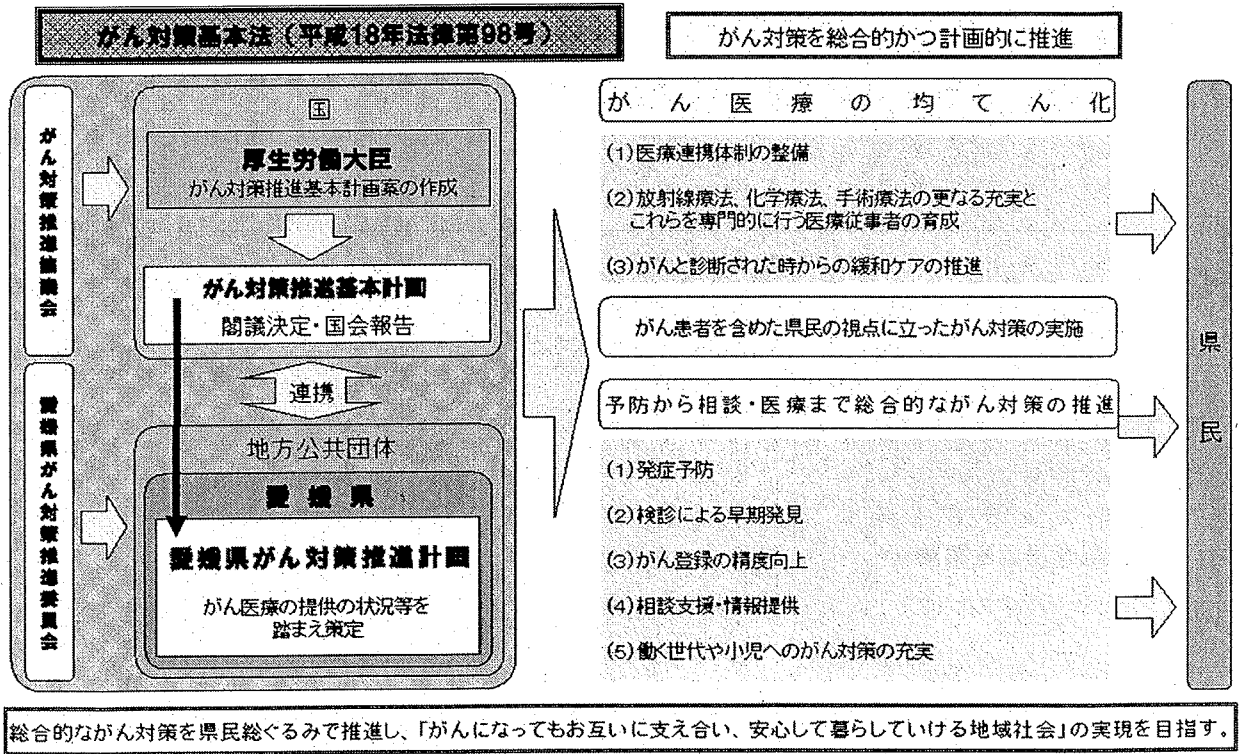 がん対策基本法(平成18年法律第98号)
がん対策を総合的かつ計画的に推進
がん対策推進協議会
国
厚生労働大臣
がん対策推進基本計画案の作成
がん対策推進基本計画
閣議決定・国会報告
連携
愛媛県がん対策推進委員会
地方公共団体
愛媛県
愛媛県がん対策推進計画
がん医療の提供の状況等を
踏まえ策定
がん医療の均てん化
(1)医療連携体制の整備
(2)放射線療法、化学療法、手術療法の更なる充実と
これらを専門的に行う医療従事者の育成
(3)がんと診断された時からの緩和ケアの推進
がん患者を含めた県民の視点に立ったがん対策の実施
予防から相談・医療まで総合的ながん対策の推進
(1)発症予防
(2)検診による早期発見
(3)がん登録の精度向上
(4)相談支援・情報提供
(5)働く世代や小児へのがん対策の充実
県民
総合的ながん対策を県民総ぐるみで推進し、「がんになってもお互いに支え合い、安心して暮らしていける地域社会」の実現を目指す。